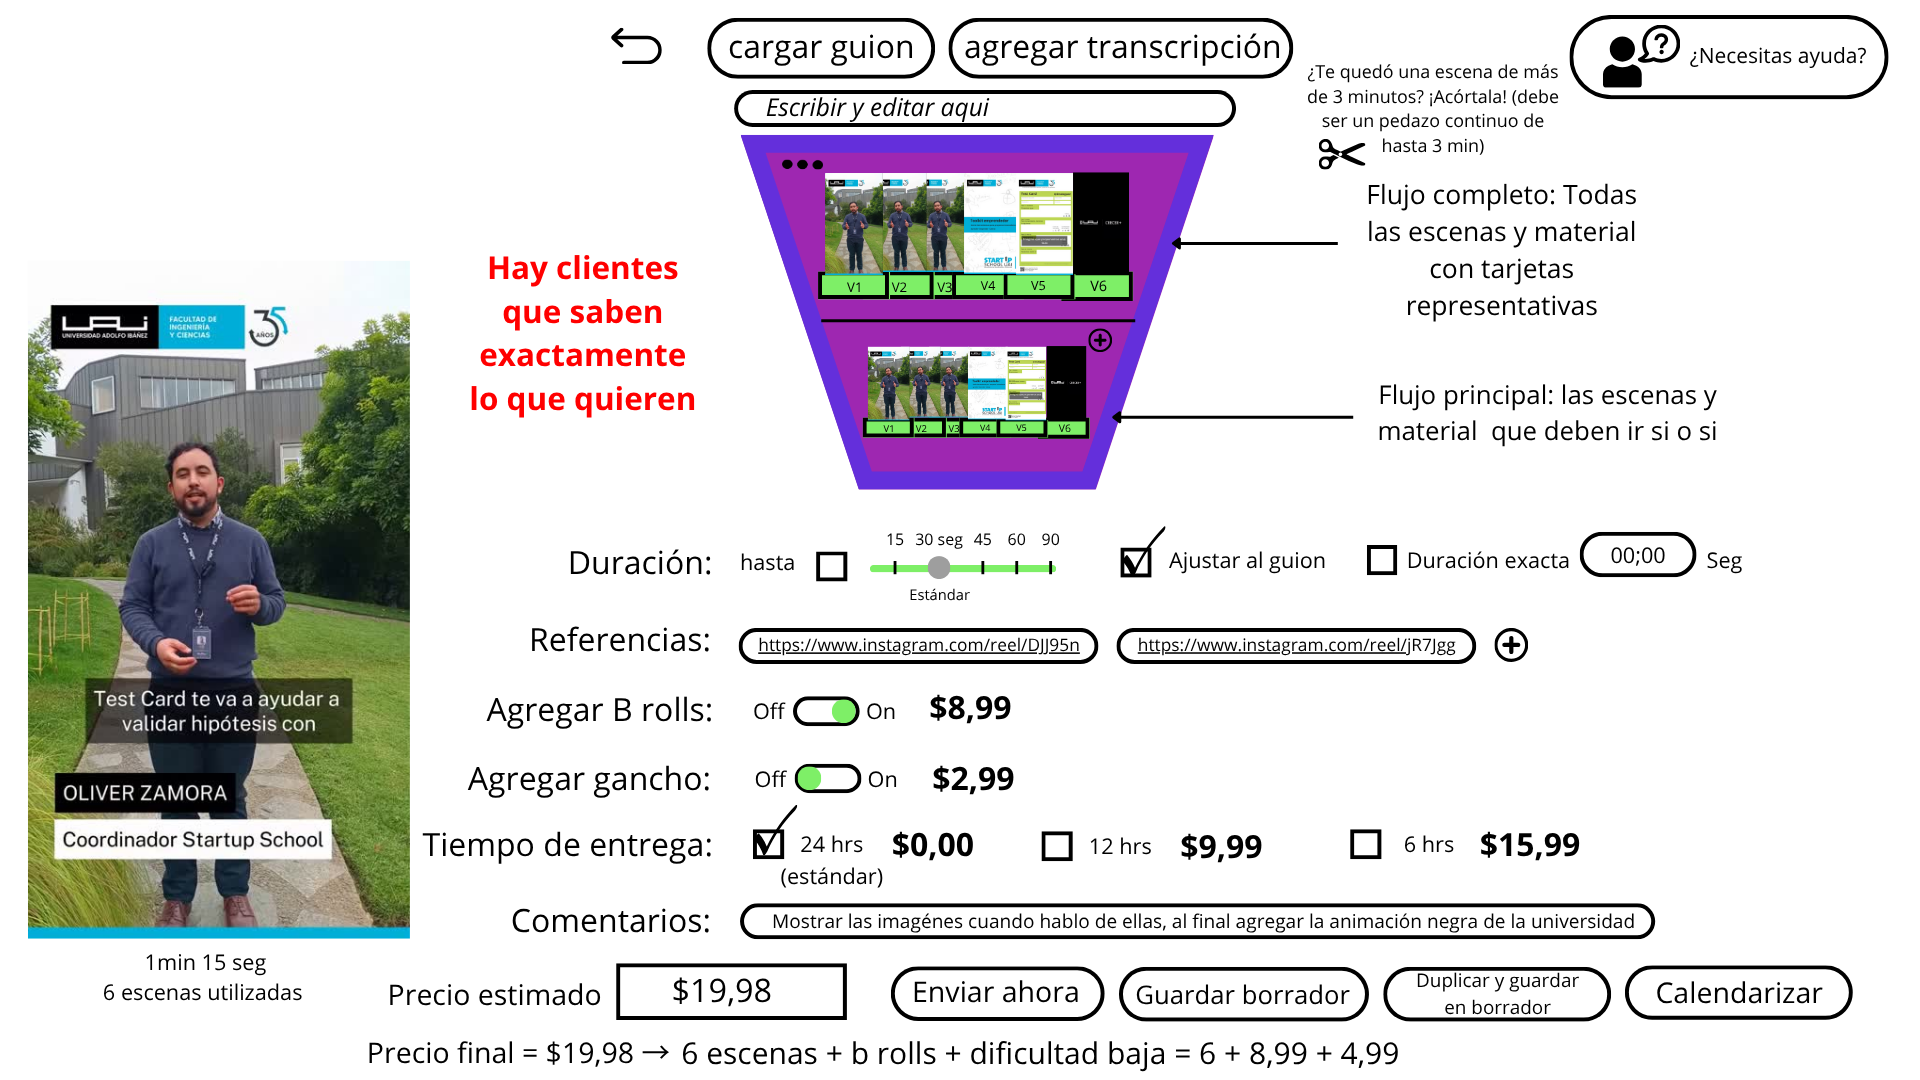 cargar guion
agregar transcripción
¿Necesitas ayuda?
¿Te quedó una escena de más
de 3 minutos? ¡Acórtala! (debe
ser un pedazo continuo de
hasta 3 min)
Escribir y editar aqui
Flujo completo: Todas
las escenas y material
con tarjetas
representativas
V1 V2 V3 V4 V5 V6
START UP
SCHOOL UAI
Hay clientes
que saben
exactamente
lo que quieren
Flujo principal: las escenas y
material que deben ir si o si
V1 V2 V3 V4 V5 V6
START UP
UAI
UNIVERSIDAD ADOLFO IBÁÑEZ
FACULTAD DE
INGENIERÍA
Y CIENCIAS
35
AÑOS
Test Card te va a ayudar a
validar hipótesis con
OLIVER ZAMORA
Coordinador Startup School
1min 15 seg
6 escenas utilizadas
Duración: hasta
15 30 seg 45 60 90
Estándar
Ajustar al guion
Duración exacta 00;00 Seg
Referencias: https://www.instagram.com/reel/DJJ95n https://www.instagram.com/reel/jR7Jgg
Agregar B rolls: Off On $8,99
Agregar gancho: Off On $2,99
Tiempo de entrega: 24 hrs $0,00 12 hrs $9,99 6 hrs $15,99
(estándar)
Comentarios: Mostrar las imagénes cuando hablo de ellas, al final agregar la animación negra de la universidad
Precio estimado $19,98
Enviar ahora
Guardar borrador
Duplicar y guardar
en borrador
Calendarizar
Precio final = $19,98 → 6 escenas + b rolls + dificultad baja = 6 + 8,99 + 4,99